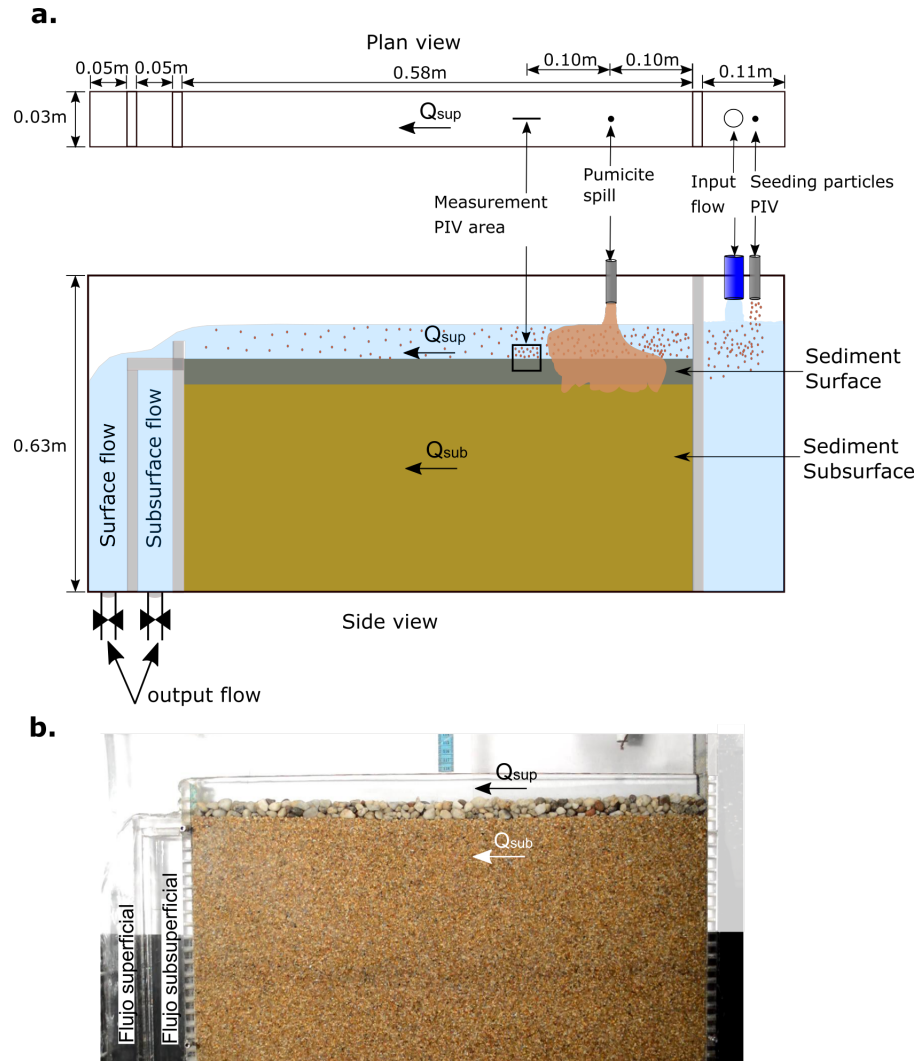 a.
Plan view
0.05m 0.05m 0.58m 0.10m 0.10m 0.11m
0.03m
Qsup
Measurement
PIV area
Pumicite
spill
Input
flow
Seeding particles
PIV
Qsup
Sediment
Surface
0.63m
Surface flow
Subsurface flow
Qsub
Sediment
Subsurface
Side view
output flow
b.
Qsup
Qsub
Flujo superficial
Flujo subsuperficial